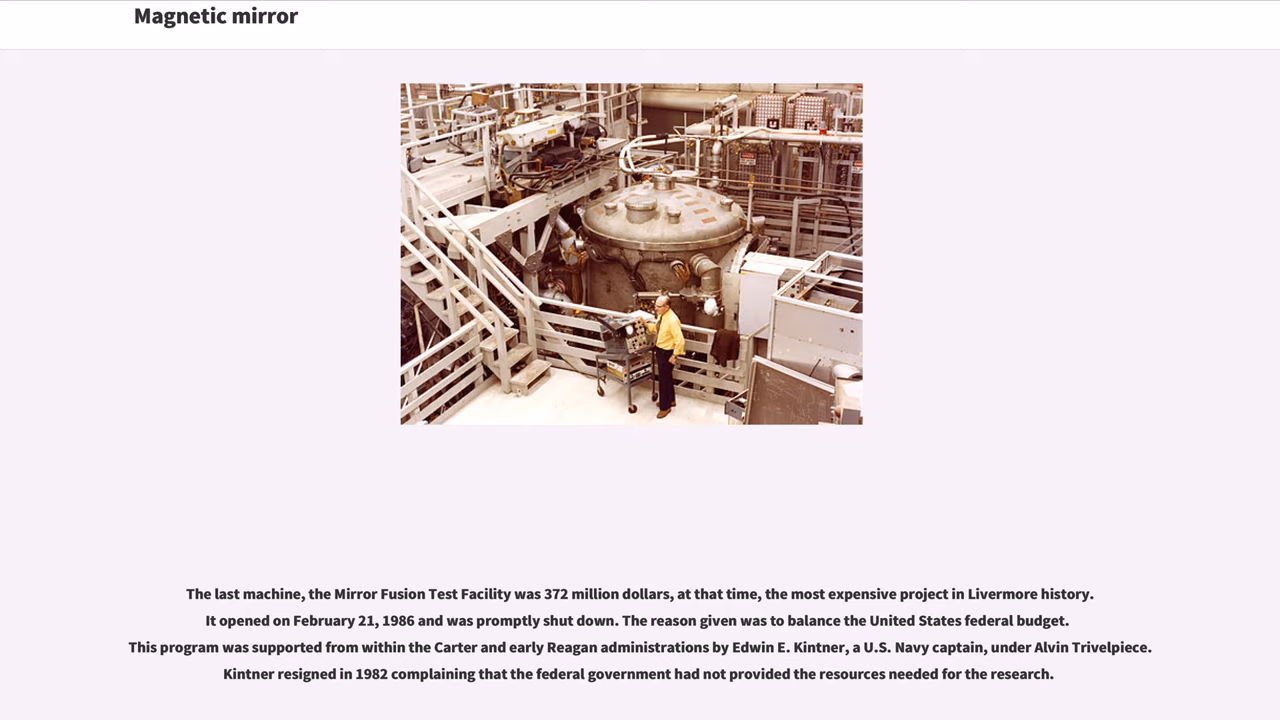 Magnetic mirror
The last machine, the Mirror Fusion Test Facility was 372 million dollars, at that time, the most expensive project in Livermore history.
It opened on February 21, 1986 and was promptly shut down. The reason given was to balance the United States federal budget.
This program was supported from within the Carter and early Reagan administrations by Edwin E. Kintner, a U.S. Navy captain, under Alvin Trivelpiece.
Kintner resigned in 1982 complaining that the federal government had not provided the resources needed for the research.